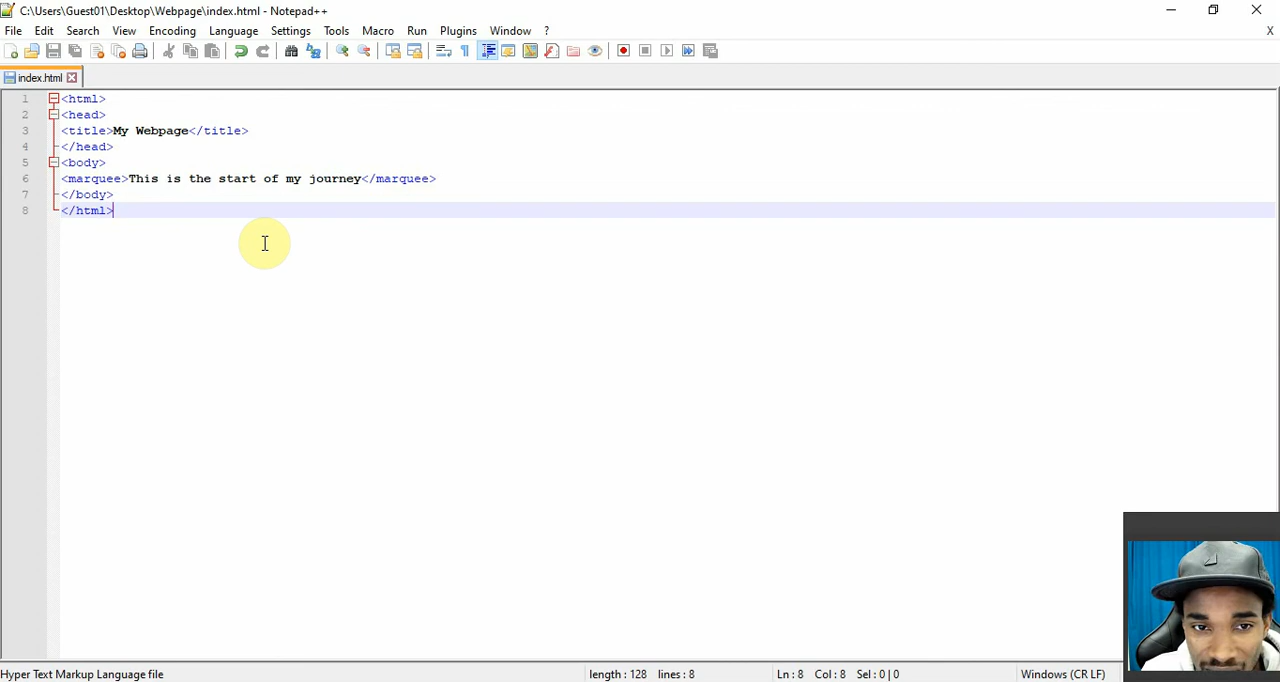 C:\Users\Guest01\Desktop\Webpage\index.html - Notepad++
File Edit Search View Encoding Language Settings Tools Macro Run Plugins Window ? X
index.html
1 <html>
2 <head>
3 <title>My Webpage</title>
4 </head>
5 <body>
6 <marquee>This is the start of my journey</marquee>
7 </body>
8 </html>
Hyper Text Markup Language file length : 128 lines : 8 Ln : 8 Col : 8 Sel : 0 | 0 Windows (CR LF)